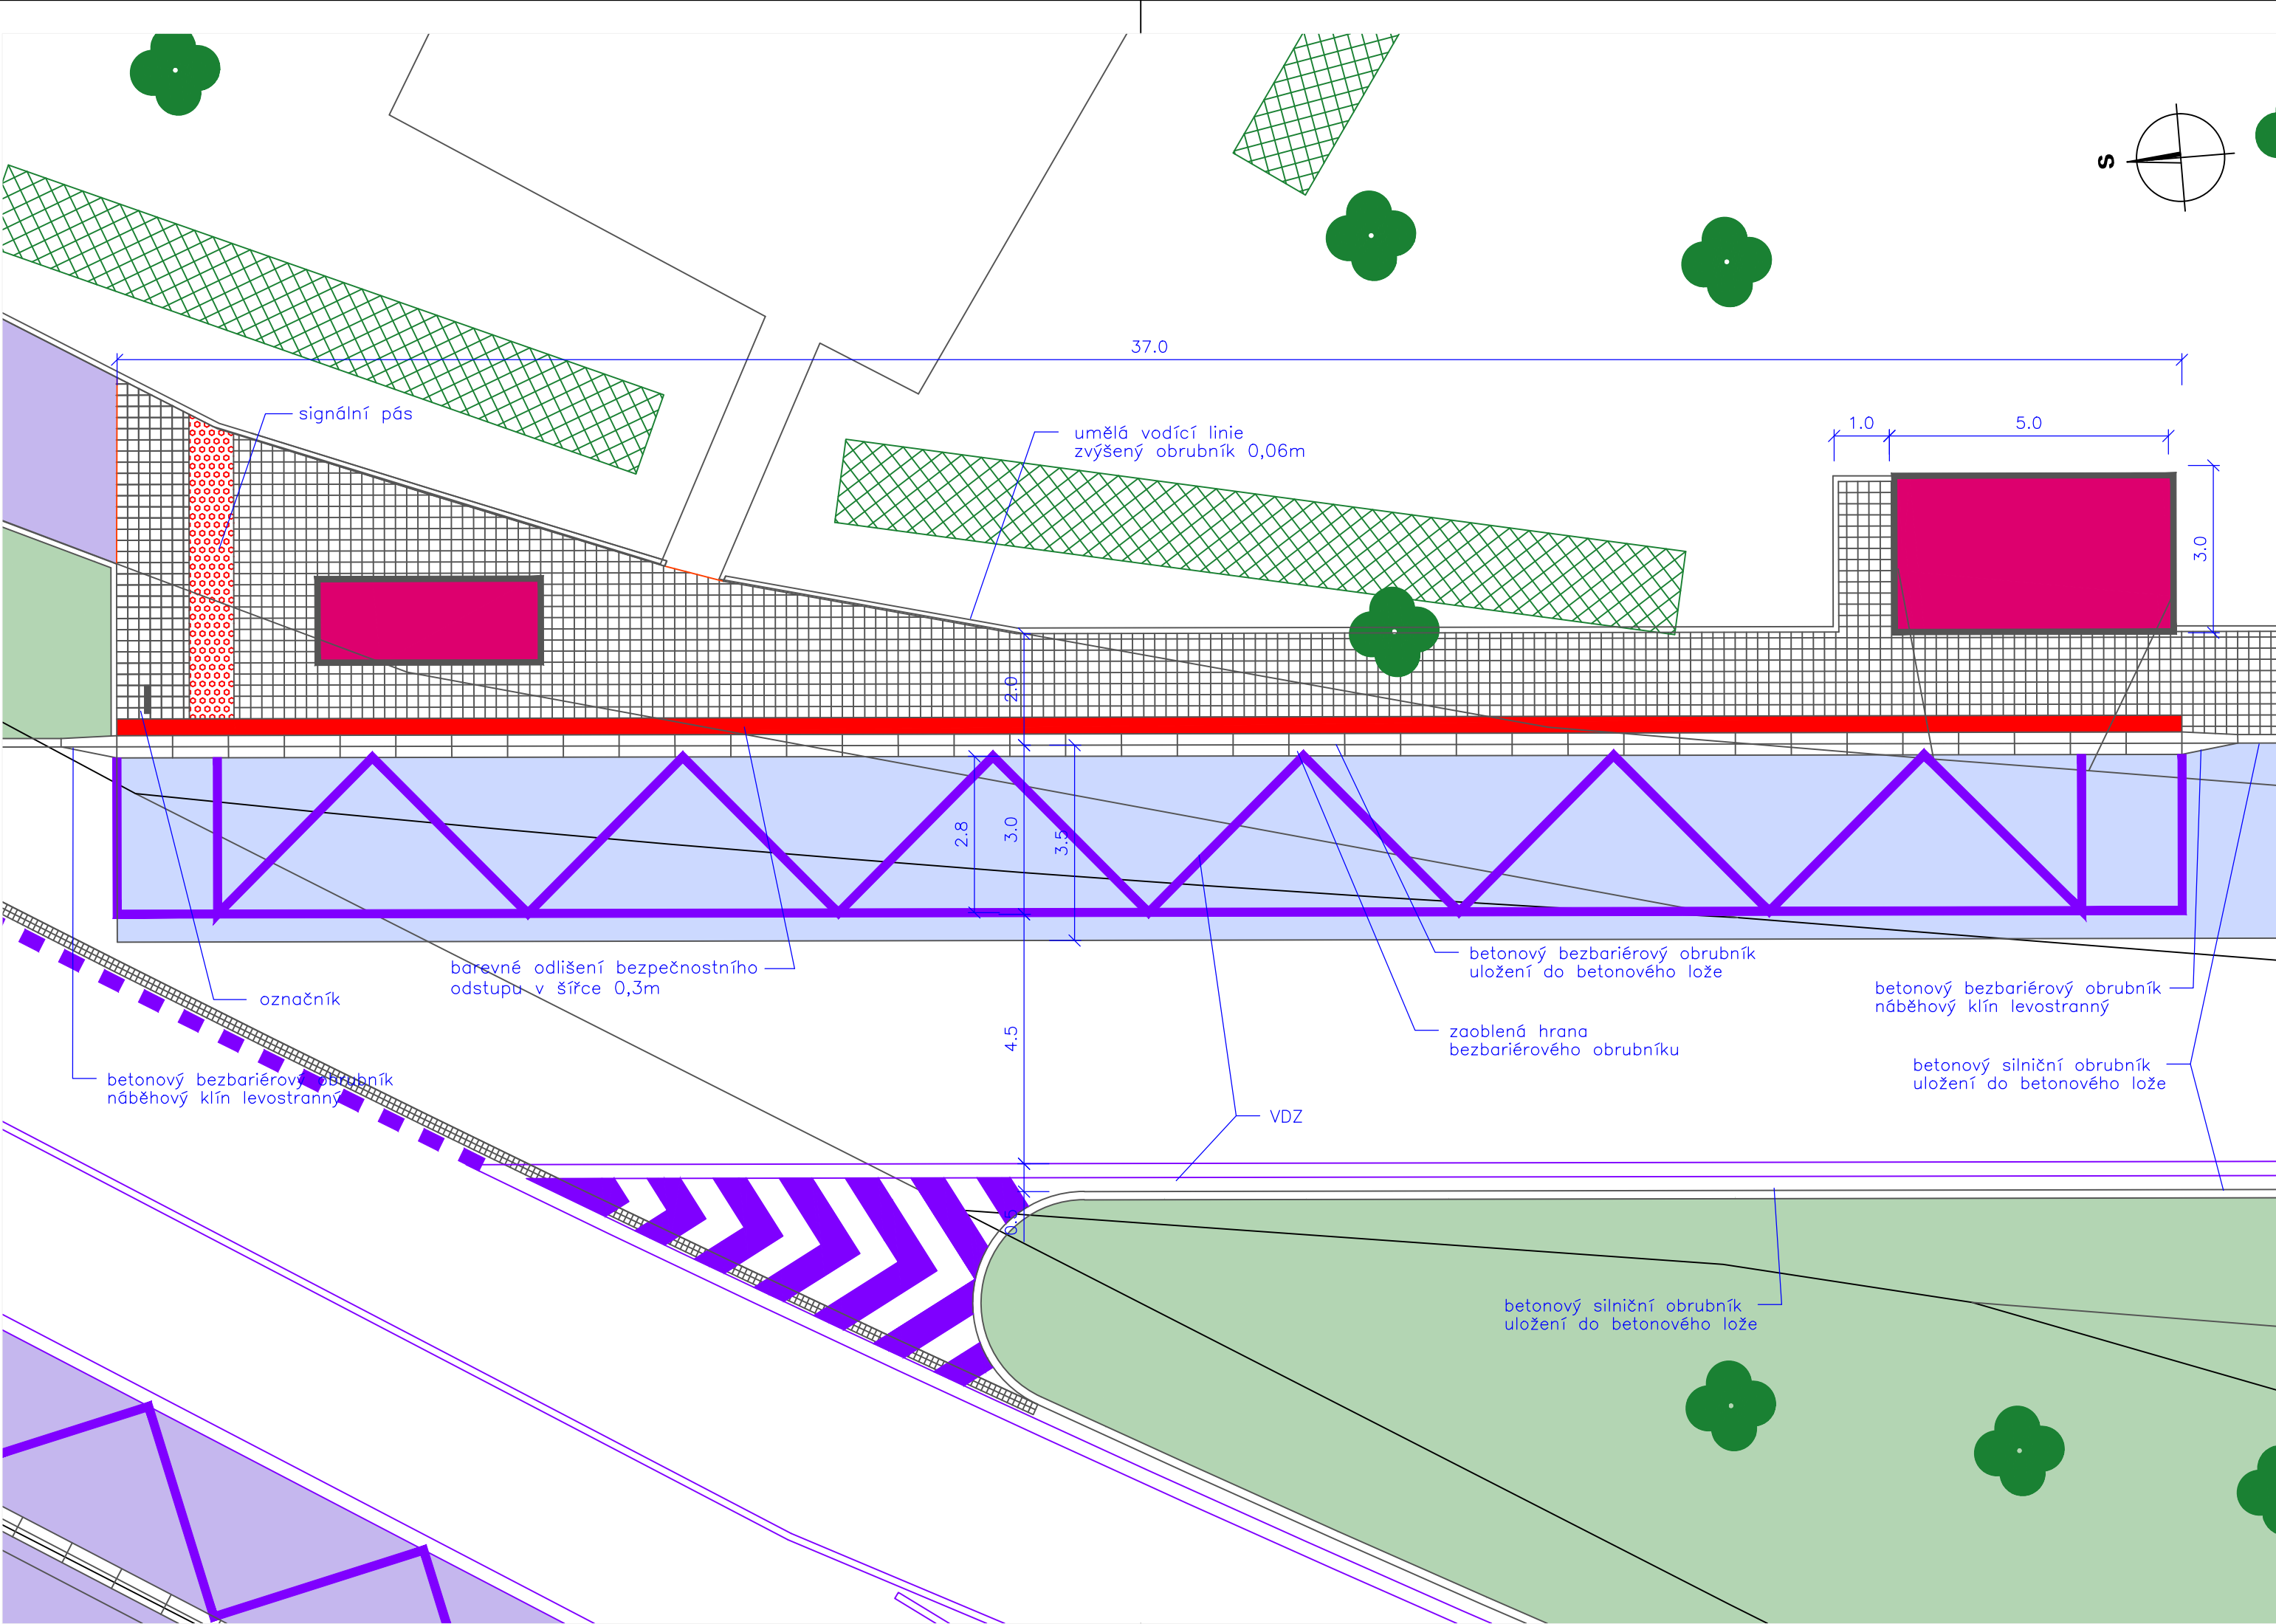 S
37.0
1.0
5.0
signální pás
umělá vodící linie
zvýšený obrubník 0,06m
3.0
2.0
2.8
3.0
3.5
betonový bezbariérový obrubník
uložení do betonového lože
barevné odlišení bezpečnostního
odstupu v šířce 0,3m
betonový bezbariérový obrubník
náběhový klín levostranný
označník
zaoblená hrana
bezbariérového obrubníku
4.5
betonový silniční obrubník
uložení do betonového lože
betonový bezbariérový obrubník
náběhový klín levostranný
VDZ
betonový silniční obrubník
uložení do betonového lože